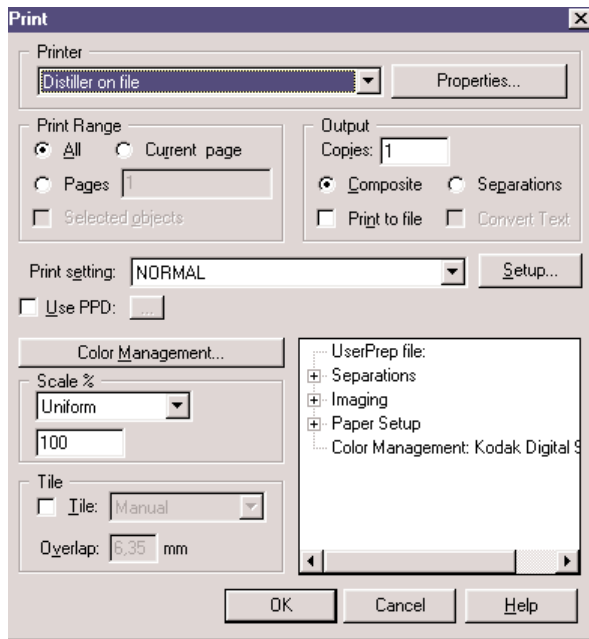 Print
Printer
Distiller on file
Properties...
Print Range
All Current page
Pages 1
Selected objects
Output
Copies: 1
Composite Separations
Print to file Convert Text
Print setting: NORMAL Setup...
Use PPD: ...
Color Management...
Scale %
Uniform
100
Tile
Tile: Manual
Overlap: 6,35 mm
UserPrep file:
Separations
Imaging
Paper Setup
Color Management: Kodak Digital S
OK Cancel Help